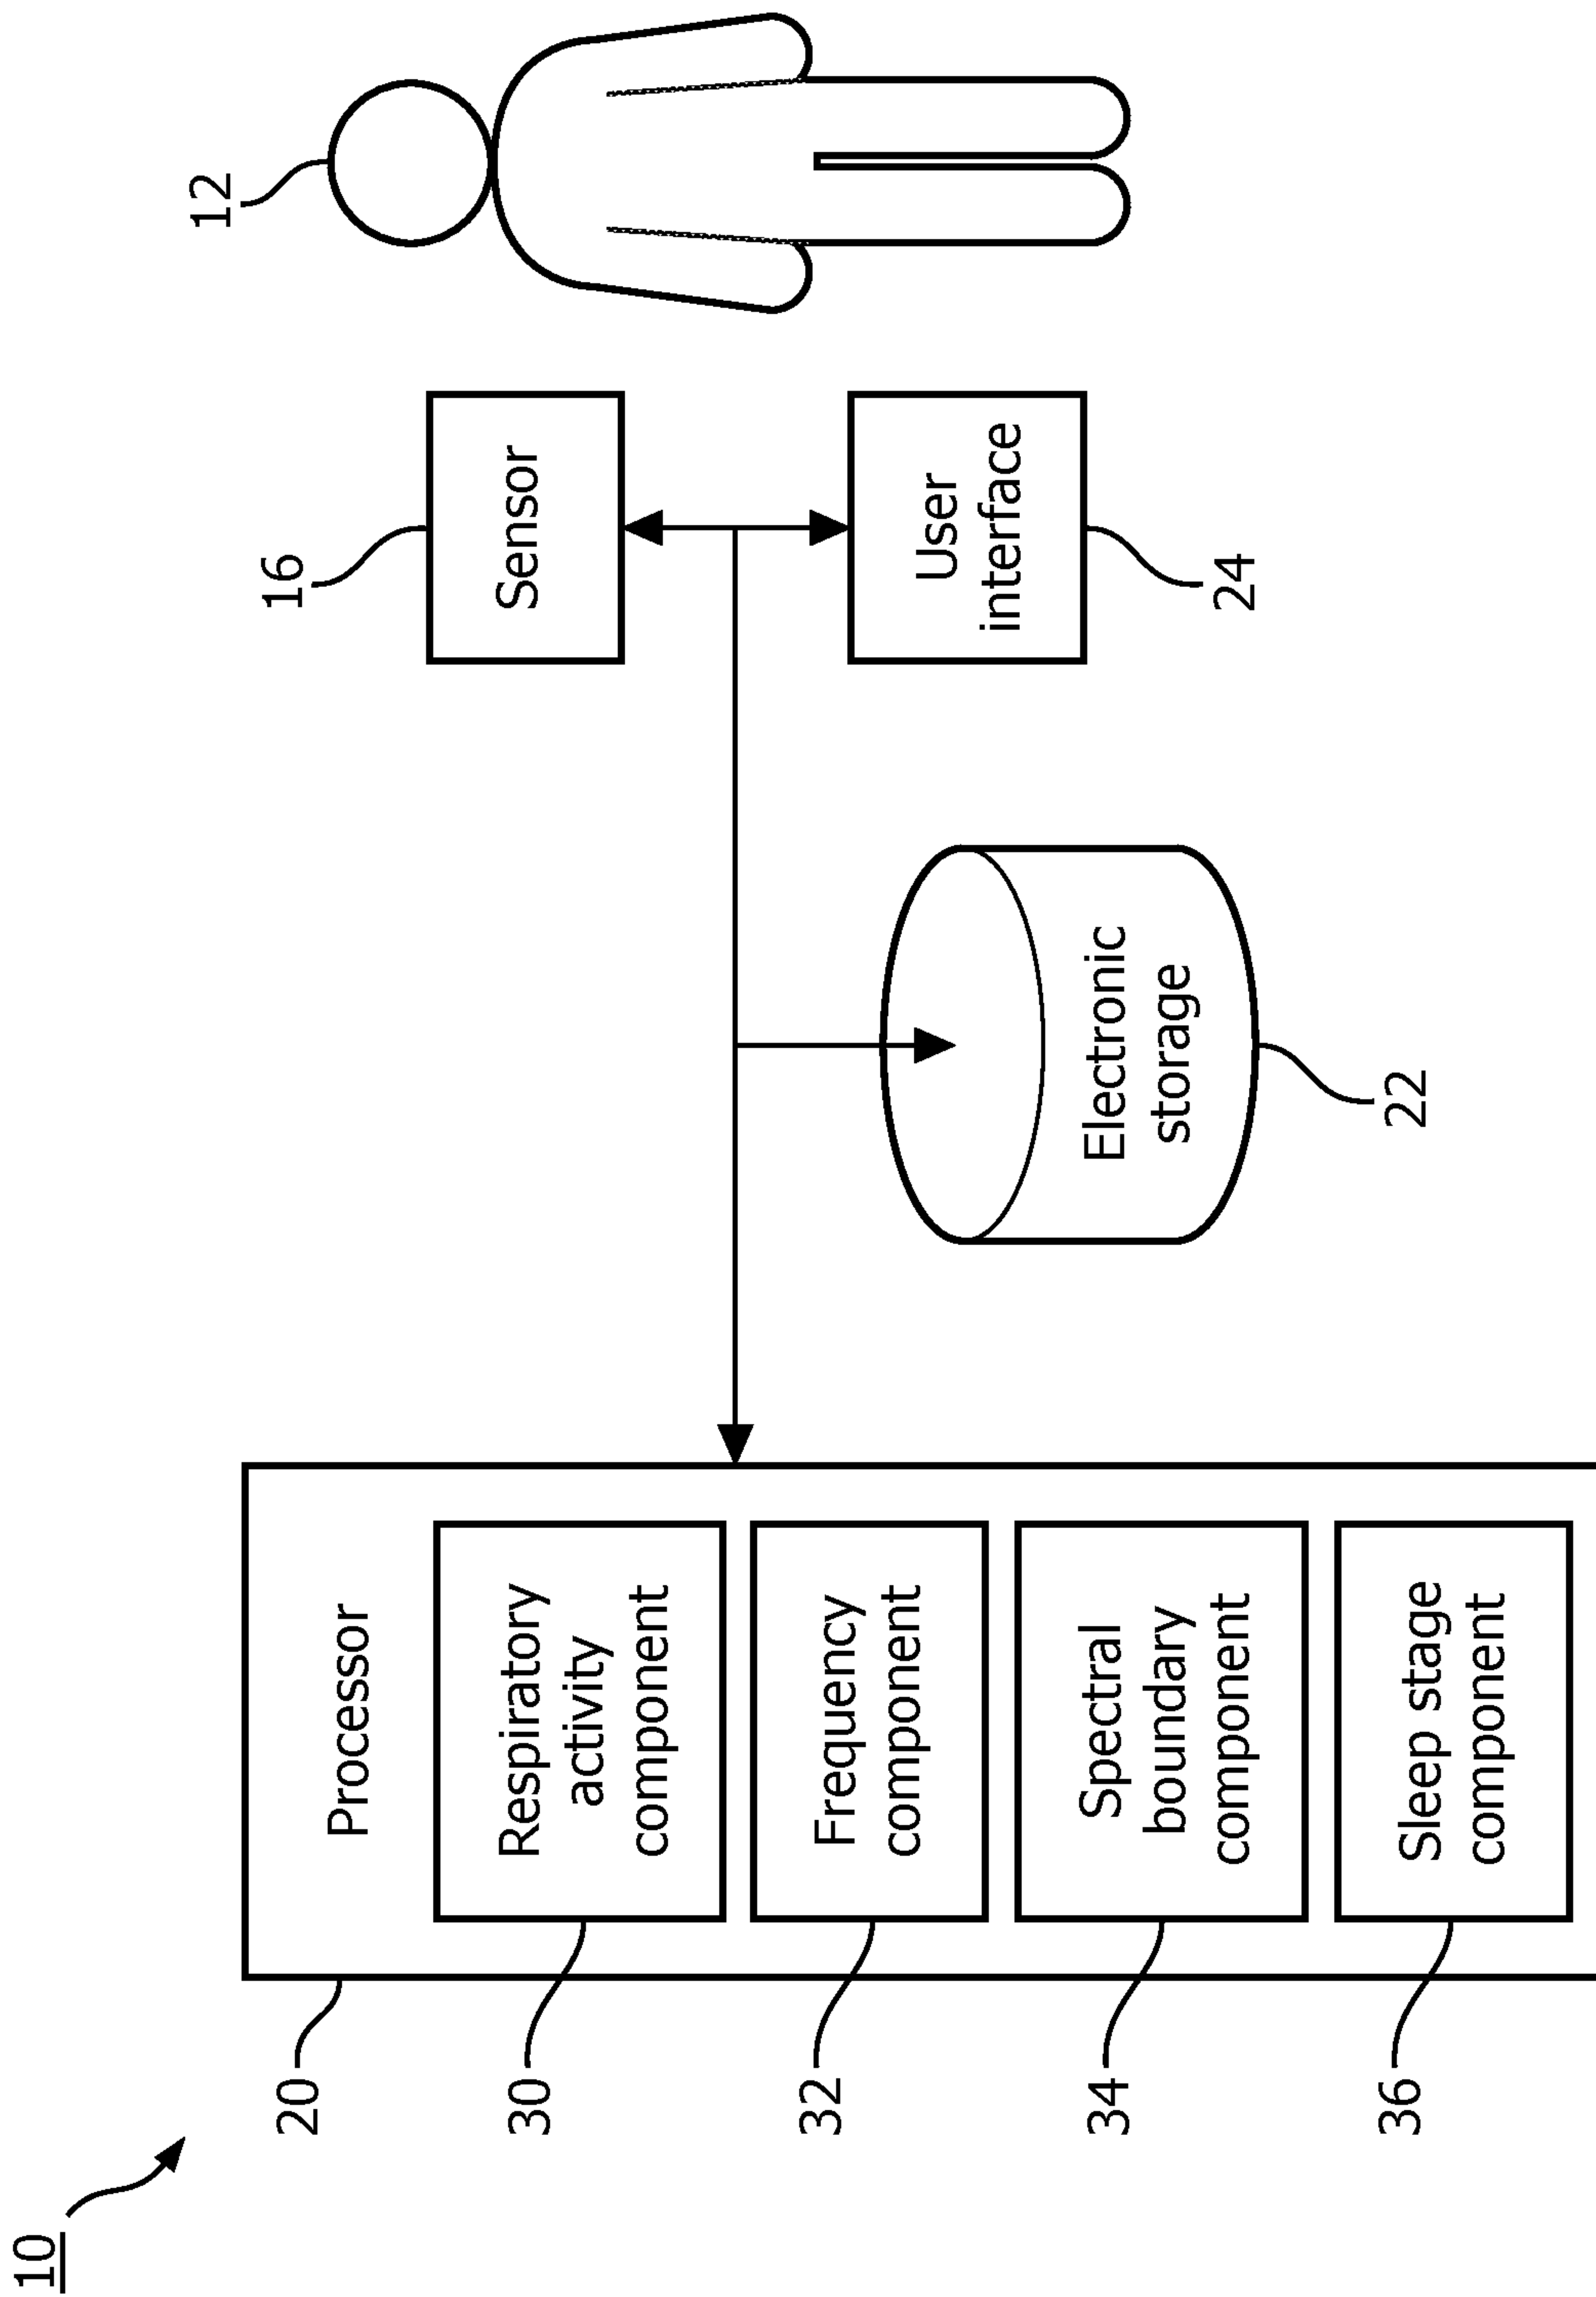 10
20
Processor
30
Respiratory
activity
component
32
Frequency
component
34
Spectral
boundary
component
36
Sleep stage
component
Electronic
storage
22
16
Sensor
User
interface
24
12